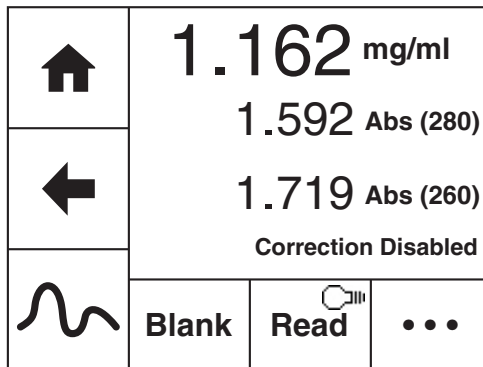 1.162 mg/ml
1.592 Abs (280)
1.719 Abs (260)
Correction Disabled
Blank Read •••